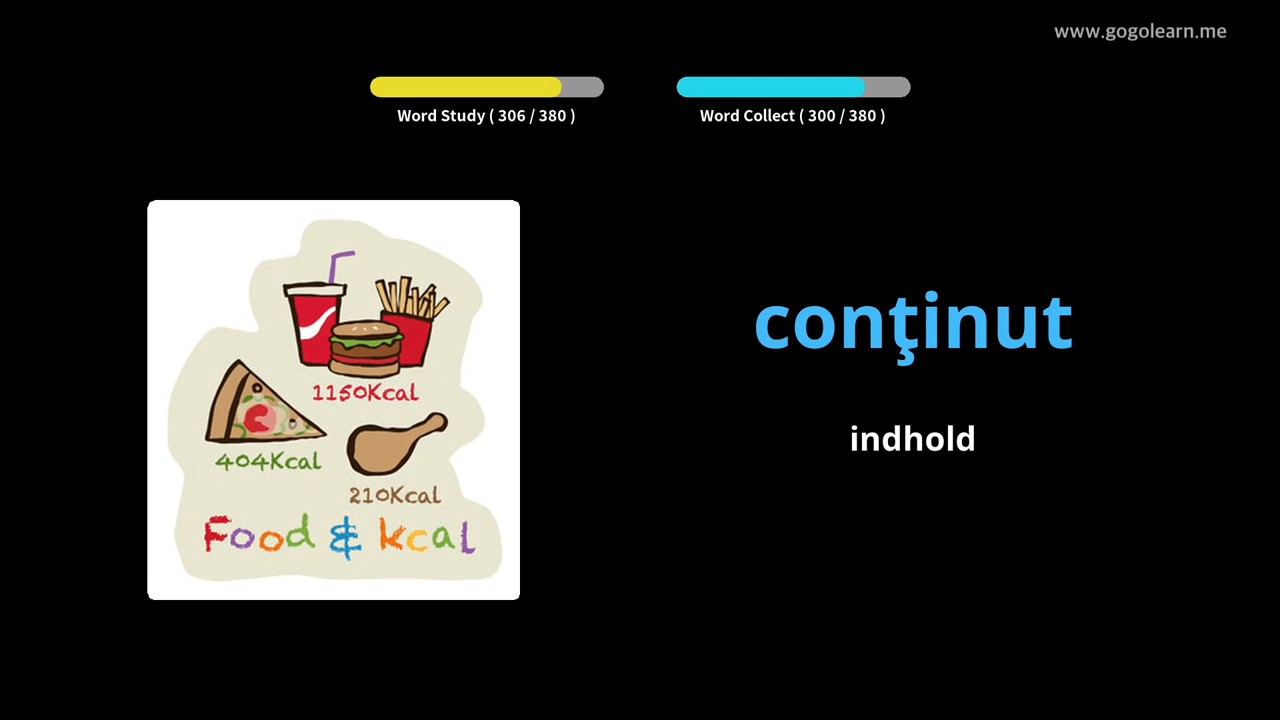 www.gogolearn.me
Word Study ( 306 / 380 )
Word Collect ( 300 / 380 )
1150Kcal
404Kcal
210Kcal
Food & kcal
conţinut
indhold